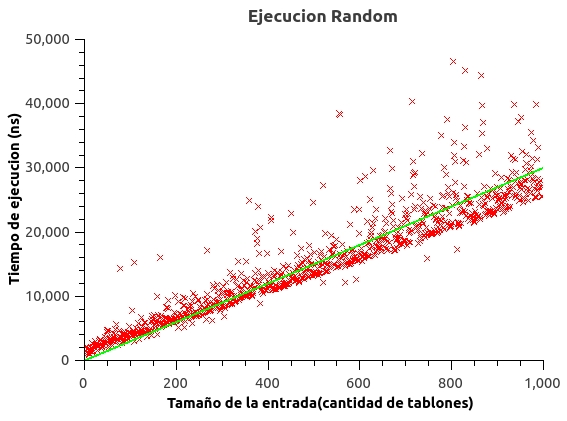 Ejecucion Random
50,000
40,000
30,000
20,000
10,000
0
Tiempo de ejecucion (ns)
0 200 400 600 800 1,000
Tamaño de la entrada(cantidad de tablones)